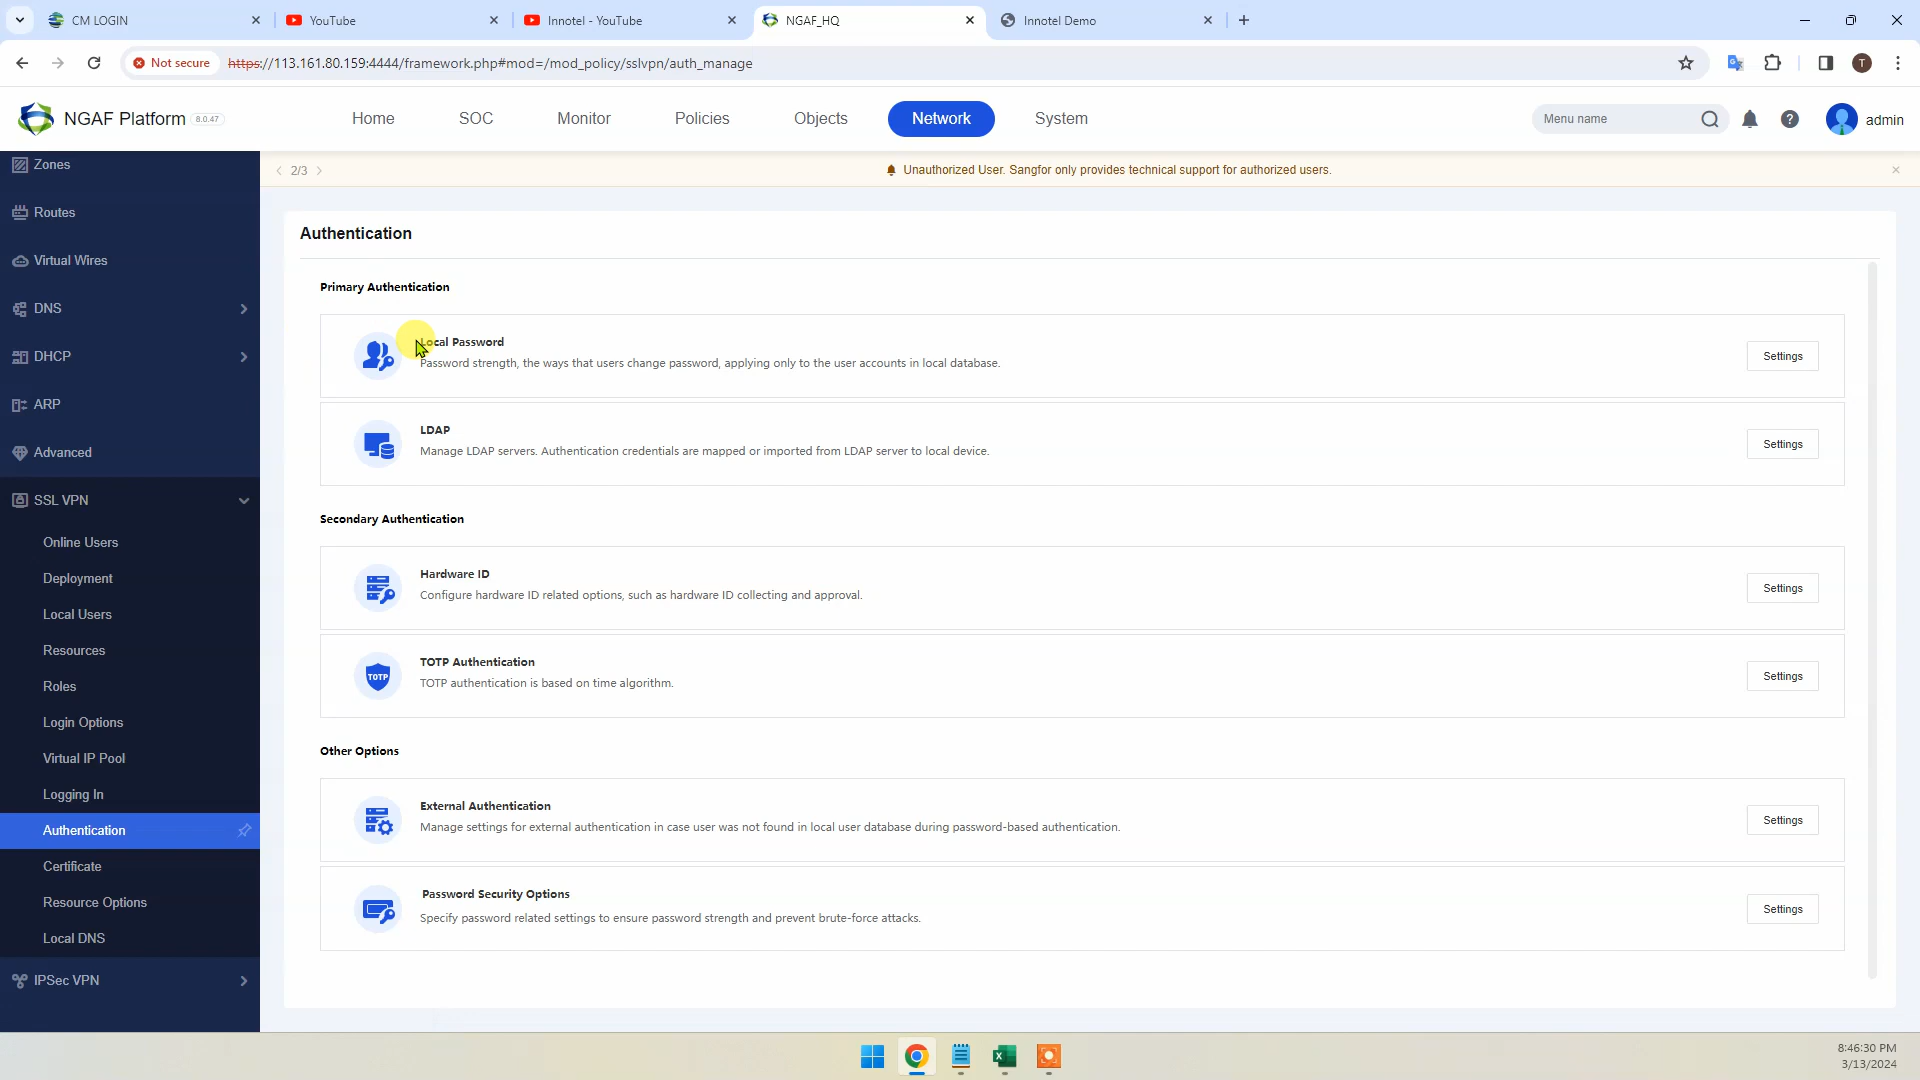 CM LOGIN
YouTube
Innotel - YouTube
NGAF_HQ
Innotel Demo
Not secure
https://113.161.80.159:4444/framework.php#mod=/mod_policy/sslvpn/auth_manage
T
NGAF Platform 8.0.47
Home
SOC
Monitor
Policies
Objects
Network
System
Menu name
admin
2/3
Unauthorized User. Sangfor only provides technical support for authorized users.
Zones
Routes
Virtual Wires
DNS
DHCP
ARP
Advanced
SSL VPN
Online Users
Deployment
Local Users
Resources
Roles
Login Options
Virtual IP Pool
Logging In
Authentication
Certificate
Resource Options
Local DNS
IPSec VPN
Authentication
Primary Authentication
Local Password
Password strength, the ways that users change password, applying only to the user accounts in local database.
Settings
LDAP
Manage LDAP servers. Authentication credentials are mapped or imported from LDAP server to local device.
Settings
Secondary Authentication
Hardware ID
Configure hardware ID related options, such as hardware ID collecting and approval.
Settings
TOTP
TOTP Authentication
TOTP authentication is based on time algorithm.
Settings
Other Options
External Authentication
Manage settings for external authentication in case user was not found in local user database during password-based authentication.
Settings
Password Security Options
Specify password related settings to ensure password strength and prevent brute-force attacks.
Settings
8:46:30 PM
3/13/2024